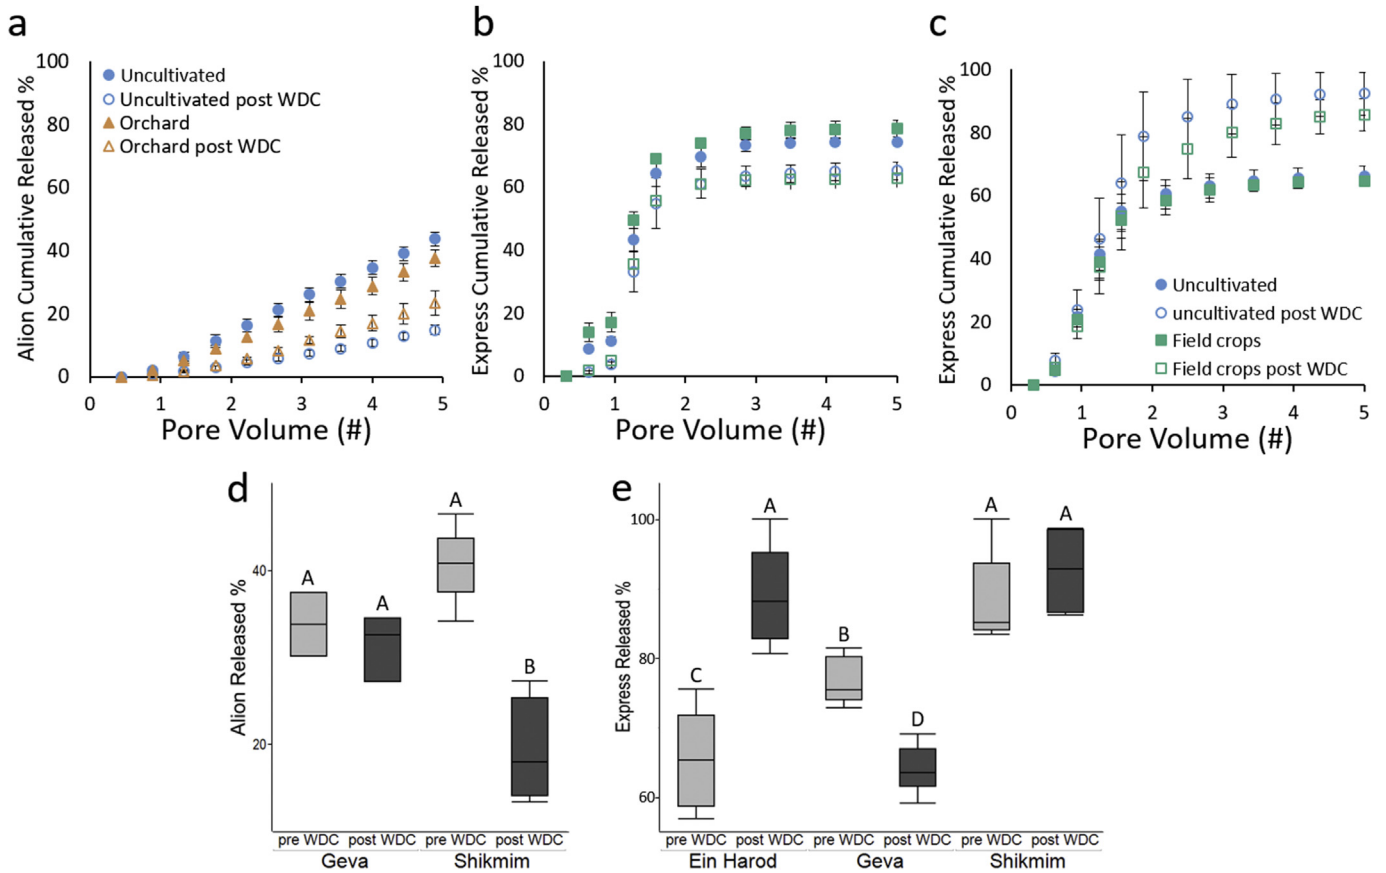 a
Alion Cumulative Released %
100
80
60
40
20
0
Uncultivated
Uncultivated post WDC
Orchard
Orchard post WDC
0 1 2 3 4 5
Pore Volume (#)
b
Express Cumulative Released %
100
80
60
40
20
0
0 1 2 3 4 5
Pore Volume (#)
c
Express Cumulative Released %
100
80
60
40
20
0
Uncultivated
uncultivated post WDC
Field crops
Field crops post WDC
0 1 2 3 4 5
Pore Volume (#)
d
Alion Released %
40
20
A
A
A
B
pre WDC post WDC pre WDC post WDC
Geva Shikmim
e
Express Released %
100
80
60
C
A
B
D
A
A
pre WDC post WDC pre WDC post WDC pre WDC post WDC
Ein Harod Geva Shikmim